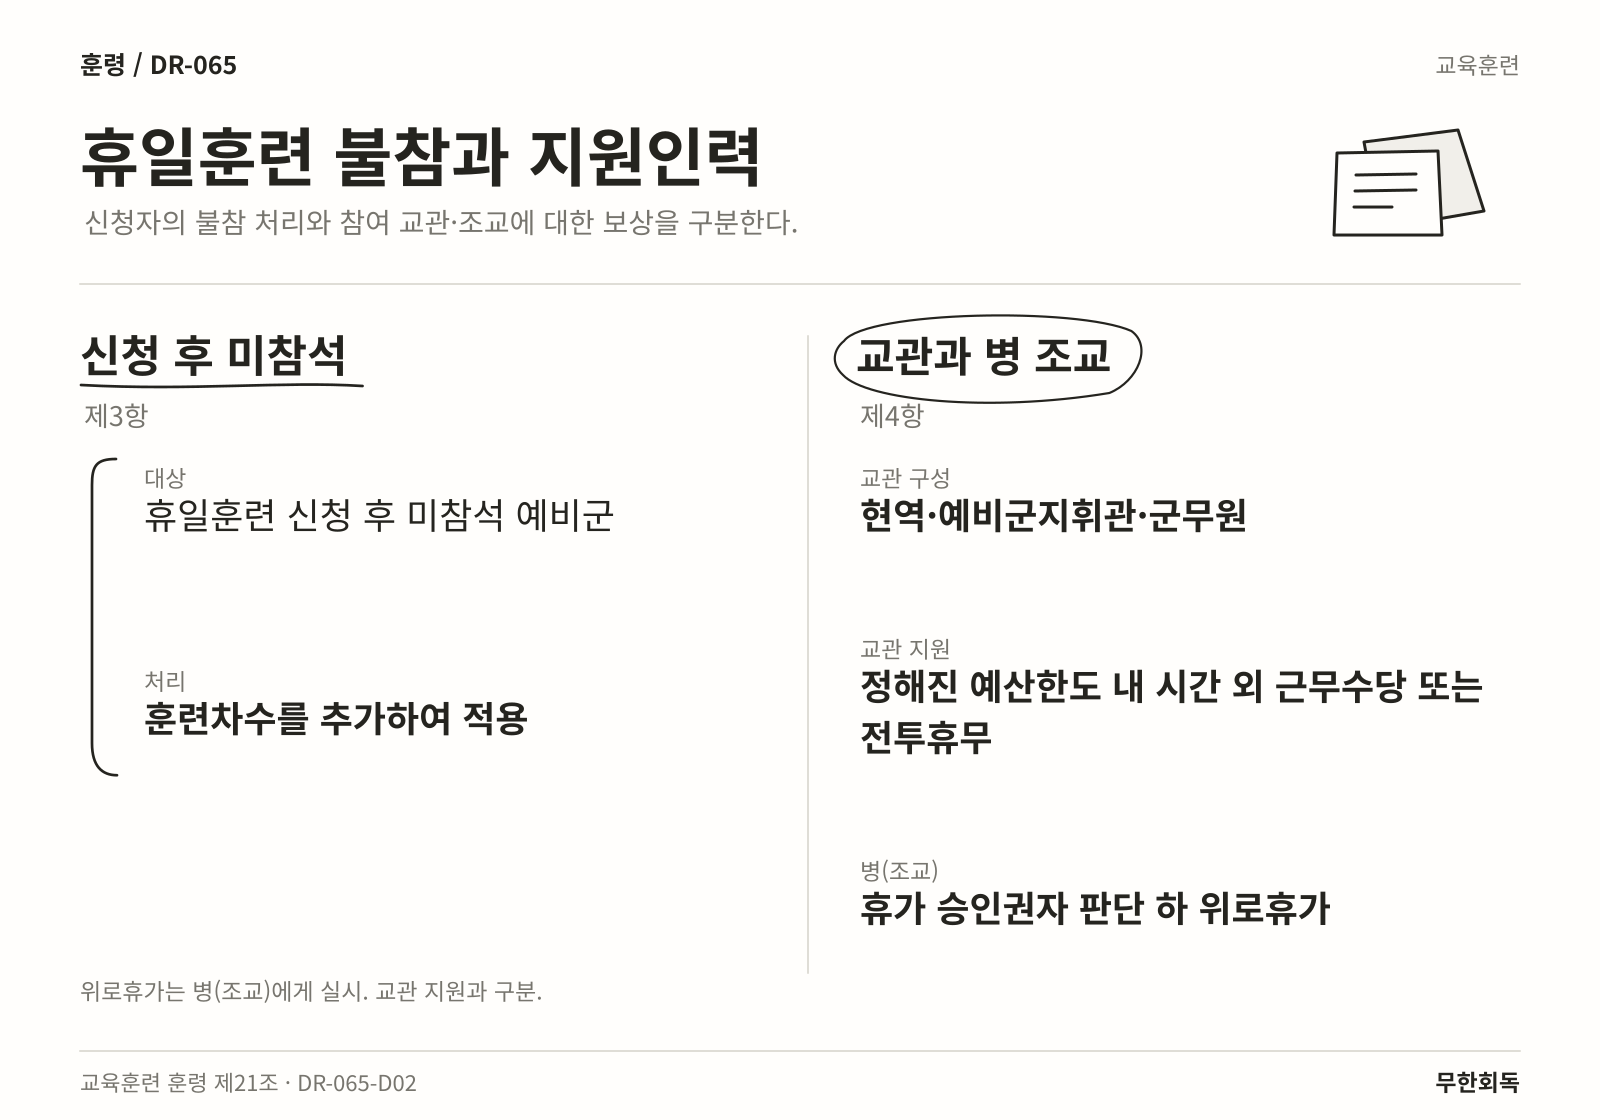 훈령 / DR-065
교육훈련
휴일훈련 불참과 지원인력
신청자의 불참 처리와 참여 교관·조교에 대한 보상을 구분한다.
신청 후 미참석
제3항
대상
휴일훈련 신청 후 미참석 예비군
처리
훈련차수를 추가하여 적용
교관과 병 조교
제4항
교관 구성
현역·예비군지휘관·군무원
교관 지원
정해진 예산한도 내 시간 외 근무수당 또는
전투휴무
병(조교)
휴가 승인권자 판단 하 위로휴가
위로휴가는 병(조교)에게 실시. 교관 지원과 구분.
교육훈련 훈령 제21조 · DR-065-D02
무한회독